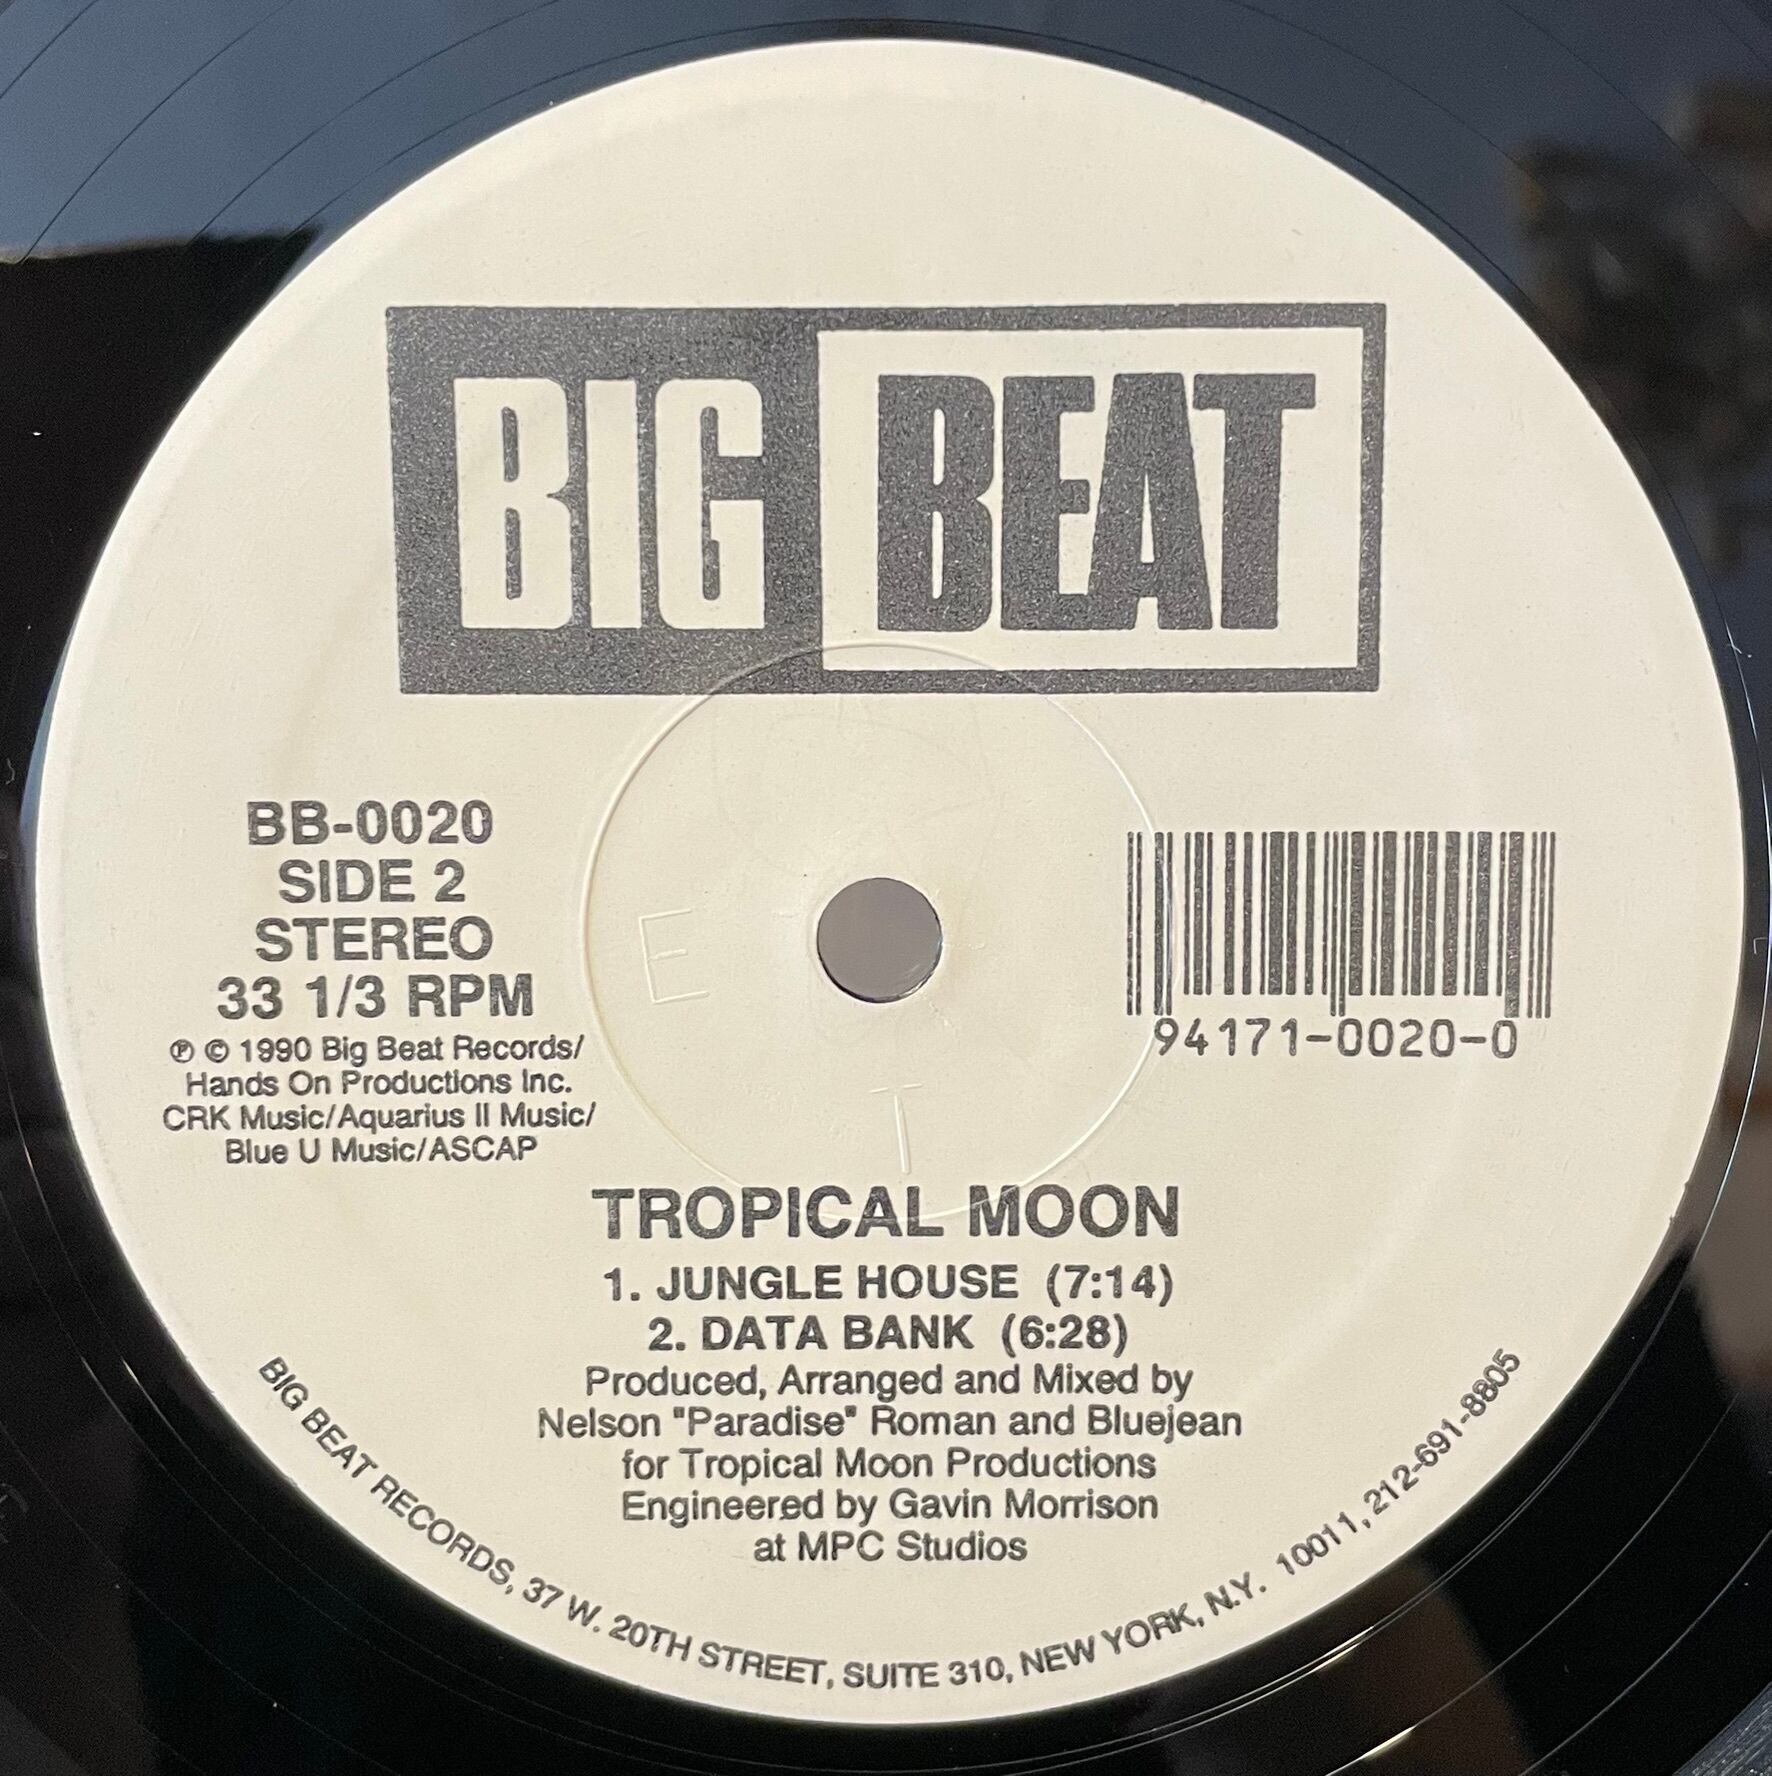 BIG BEAT
BB-0020
SIDE 2
STEREO
33 1/3 RPM
℗ © 1990 Big Beat Records/
Hands On Productions Inc.
CRK Music/Aquarius II Music/
Blue U Music/ASCAP
E
T
94171-0020-0
TROPICAL MOON
1. JUNGLE HOUSE (7:14)
2. DATA BANK (6:28)
Produced, Arranged and Mixed by
Nelson "Paradise" Roman and Bluejean
for Tropical Moon Productions
Engineered by Gavin Morrison
at MPC Studios
BIG BEAT RECORDS, 37 W. 20TH STREET, SUITE 310, NEW YORK, N.Y. 10011, 212-691-8805